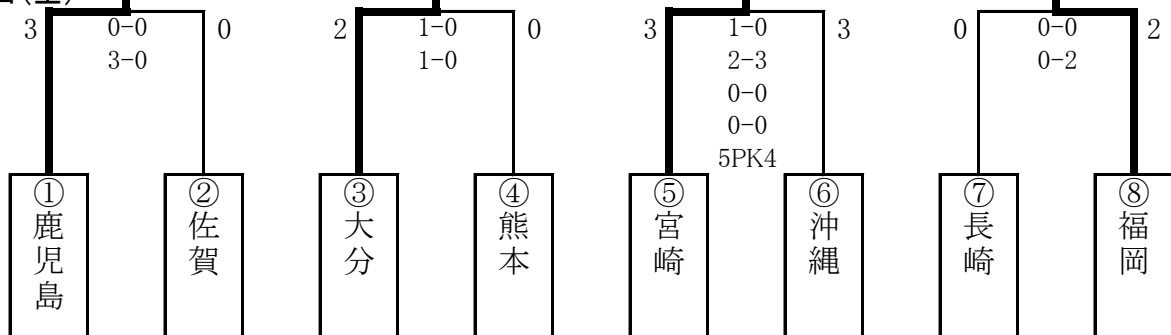 3 0-0 0 2 1-0 0 3 1-0 3 0 0-0 2
3-0 1-0 2-3 0-2
0-0
0-0
5PK4
① ② ③ ④ ⑤ ⑥ ⑦ ⑧
鹿児島
佐賀
大分
熊本
宮崎
沖縄
長崎
福岡